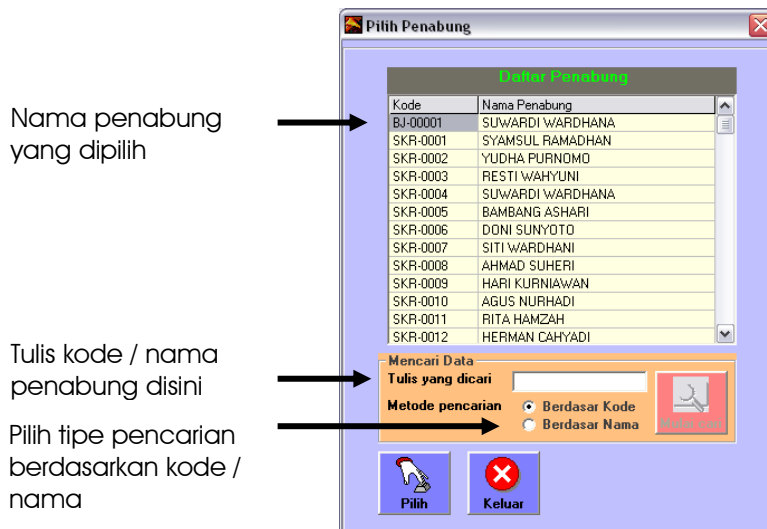 Pilih Penabung
Daftar Penabung
Kode Nama Penabung
BJ-00001 SUWARDI WARDHANA
SKR-0001 SYAMSUL RAMADHAN
SKR-0002 YUDHA PURNOMO
SKR-0003 RESTI WAHYUNI
SKR-0004 SUWARDI WARDHANA
SKR-0005 BAMBANG ASHARI
SKR-0006 DONI SUNYOTO
SKR-0007 SITI WARDHANI
SKR-0008 AHMAD SUHERI
SKR-0009 HARI KURNIAWAN
SKR-0010 AGUS NURHADI
SKR-0011 RITA HAMZAH
SKR-0012 HERMAN CAHYADI
Nama penabung
yang dipilih
Mencari Data
Tulis yang dicari
Metode pencarian
Berdasar Kode
Berdasar Nama
Tulis kode / nama
penabung disini
Pilih tipe pencarian
berdasarkan kode /
nama
Pilih
Keluar